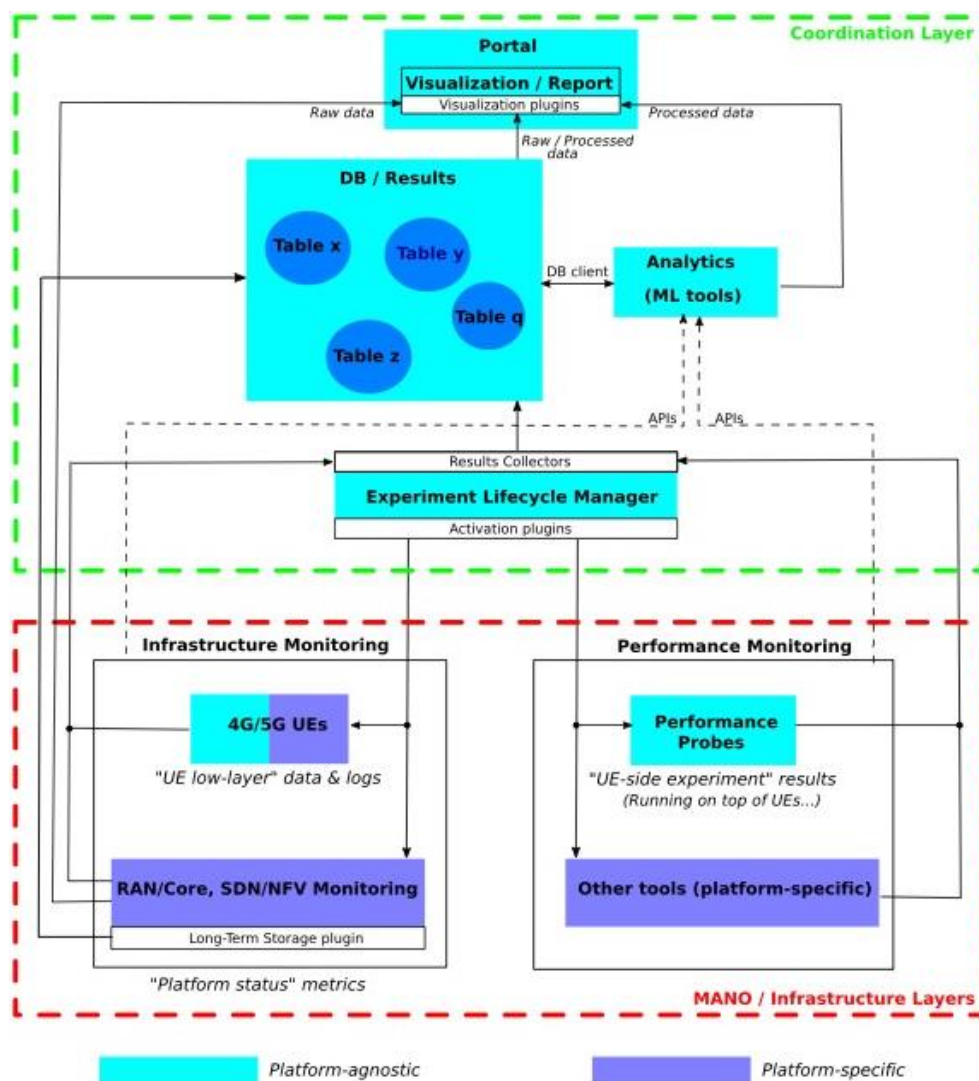 Coordination Layer
Portal
Visualization / Report
Visualization plugins
Raw data
Processed data
Raw / Processed
data
DB / Results
Table x
Table y
Table q
Table z
DB client
Analytics
(ML tools)
APIs
APIs
Results Collectors
Experiment Lifecycle Manager
Activation plugins
Infrastructure Monitoring
Performance Monitoring
4G/5G UEs
"UE low-layer" data & logs
Performance
Probes
"UE-side experiment" results
(Running on top of UEs...)
RAN/Core, SDN/NFV Monitoring
Long-Term Storage plugin
Other tools (platform-specific)
"Platform status" metrics
MANO / Infrastructure Layers
Platform-agnostic
Platform-specific